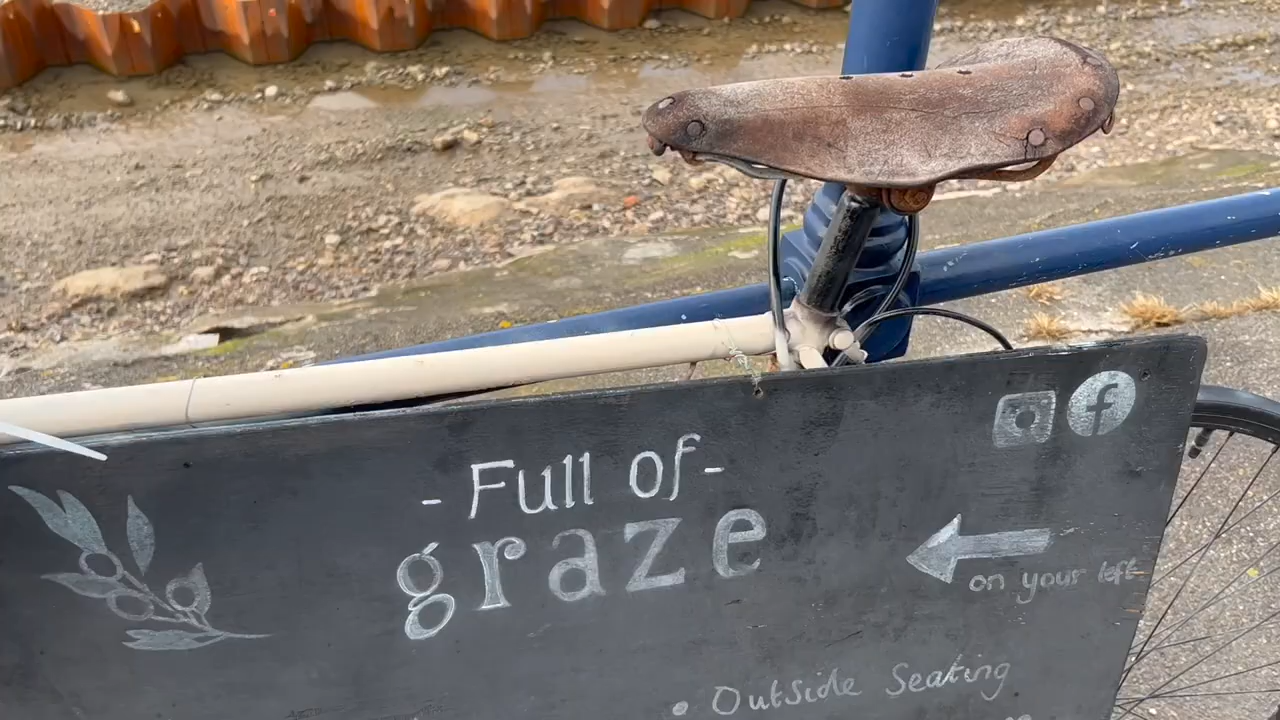 - Full of -
graze
on your left
• Outside Seating